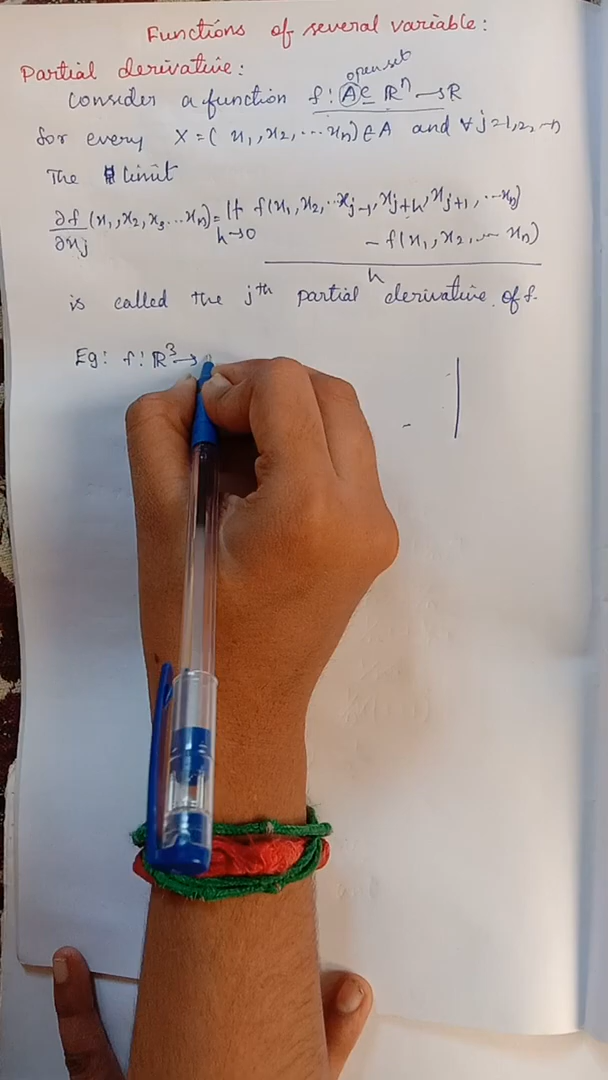 Functions of several variable:
Partial derivative:
open set
Consider a function f: A ⊆ ℝⁿ → ℝ
for every X = (x₁, x₂, ... xₙ) ∈ A and ∀ j=1,2,..n
The limit
∂f/∂xⱼ (x₁, x₂, x₃ ... xₙ) = lt h→0 f(x₁, x₂, ... xⱼ₋₁, xⱼ+h, xⱼ₊₁, ... xₙ)
- f(x₁, x₂, ... xₙ)
h
is called the jth partial derivative of f.
Eg: f: ℝ³ →